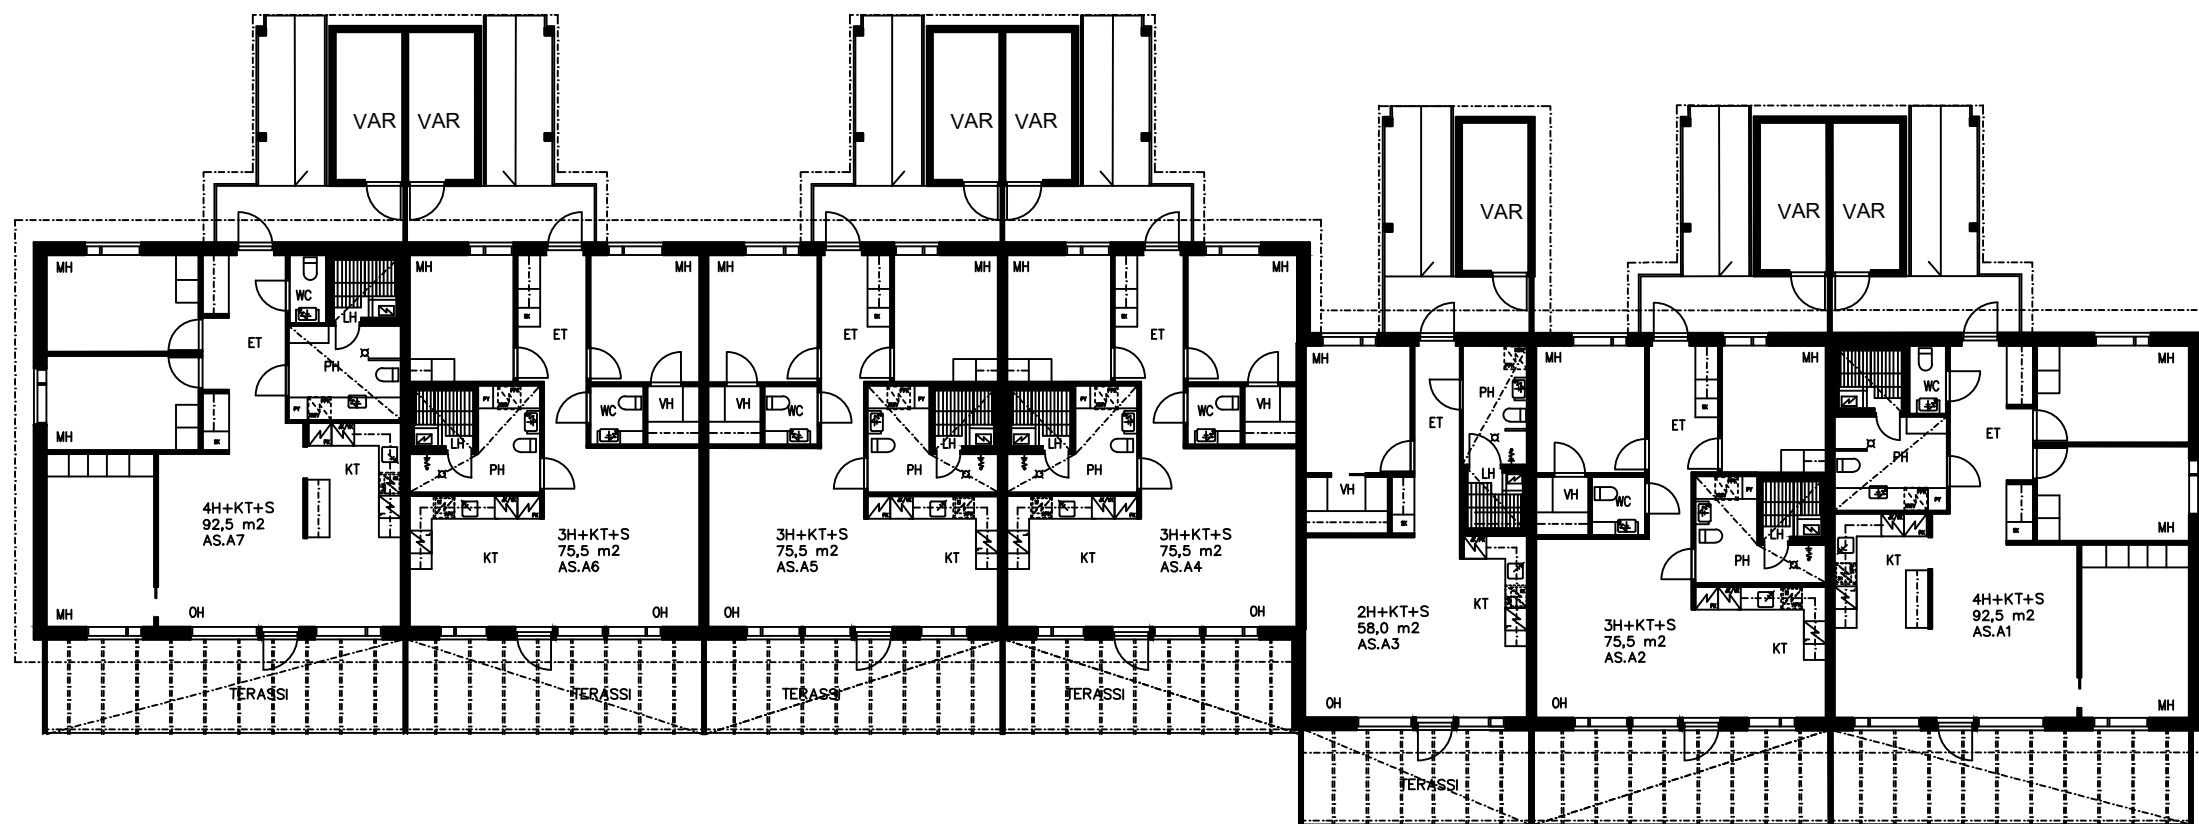 VAR VAR
VAR VAR
VAR
VAR VAR
MH
WC
LH
ET
PH
MH
KT
4H+KT+S
92,5 m2
AS.A7
MH
OH
TERASSI
MH
ET
MH
WC
VH
LH
PH
KT
3H+KT+S
75,5 m2
AS.A6
OH
TERASSI
MH
ET
MH
VH
WC
LH
PH
3H+KT+S
75,5 m2
AS.A5
KT
OH
TERASSI
MH
ET
MH
WC
VH
LH
PH
KT
3H+KT+S
75,5 m2
AS.A4
OH
TERASSI
MH
PH
ET
LH
VH
2H+KT+S
58,0 m2
AS.A3
KT
OH
TERASSI
MH
MH
ET
VH
WC
LH
PH
3H+KT+S
75,5 m2
AS.A2
KT
OH
MH
WC
ET
PH
MH
KT
4H+KT+S
92,5 m2
AS.A1
MH